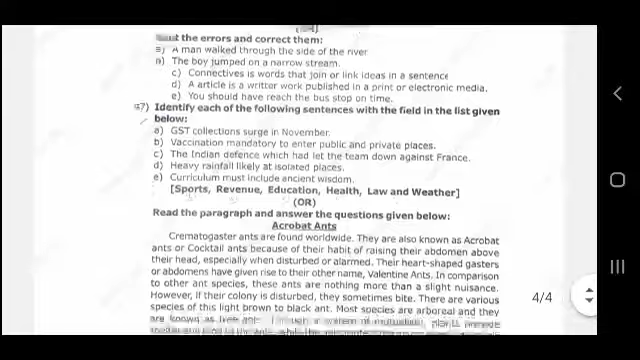 the errors and correct them:
a) A man walked through the side of the river
b) The boy jumped on a narrow stream.
c) Connectives is words that join or link ideas in a sentence
d) A article is a writter work published in a print or electronic media.
e) You should have reach the bus stop on time.
47) Identify each of the following sentences with the field in the list given
below:
a) GST collections surge in November.
b) Vaccination mandatory to enter public and private places.
c) The Indian defence which had let the team down against France.
d) Heavy rainfall likely at isolated places.
e) Curriculum must include ancient wisdom.
[Sports, Revenue, Education, Health, Law and Weather]
(OR)
Read the paragraph and answer the questions given below:
Acrobat Ants
Crematogaster ants are found worldwide. They are also known as Acrobat
ants or Cocktail ants because of their habit of raising their abdomen above
their head, especially when disturbed or alarmed. Their heart-shaped gasters
or abdomens have given rise to their other name, Valentine Ants. In comparison
to other ant species, these ants are nothing more than a slight nuisance.
However, if their colony is disturbed, they sometimes bite. There are various
species of this light brown to black ant. Most species are arboreal and they
are known as
4/4